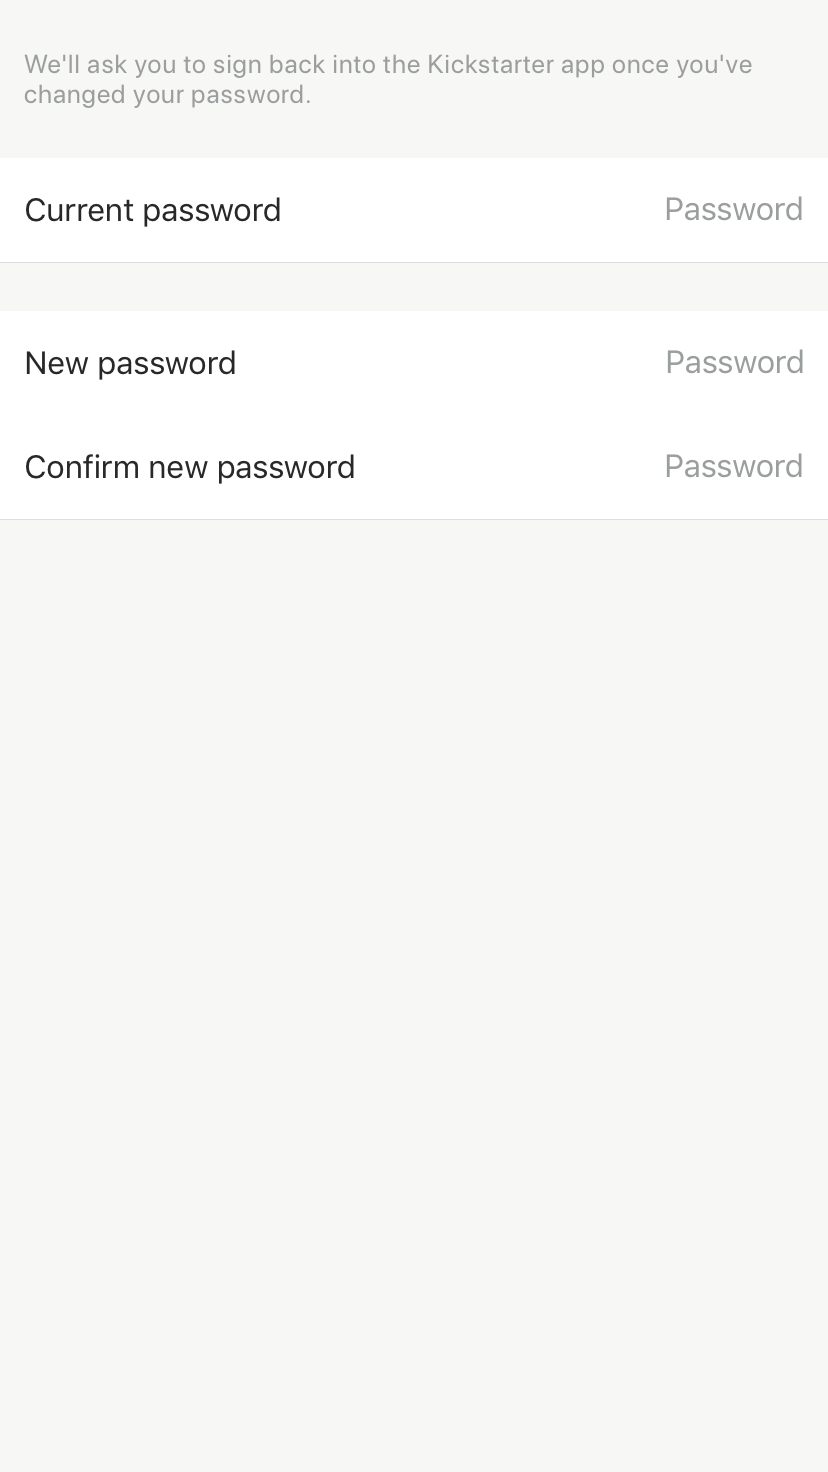 We'll ask you to sign back into the Kickstarter app once you've
changed your password.
Current password Password
New password Password
Confirm new password Password